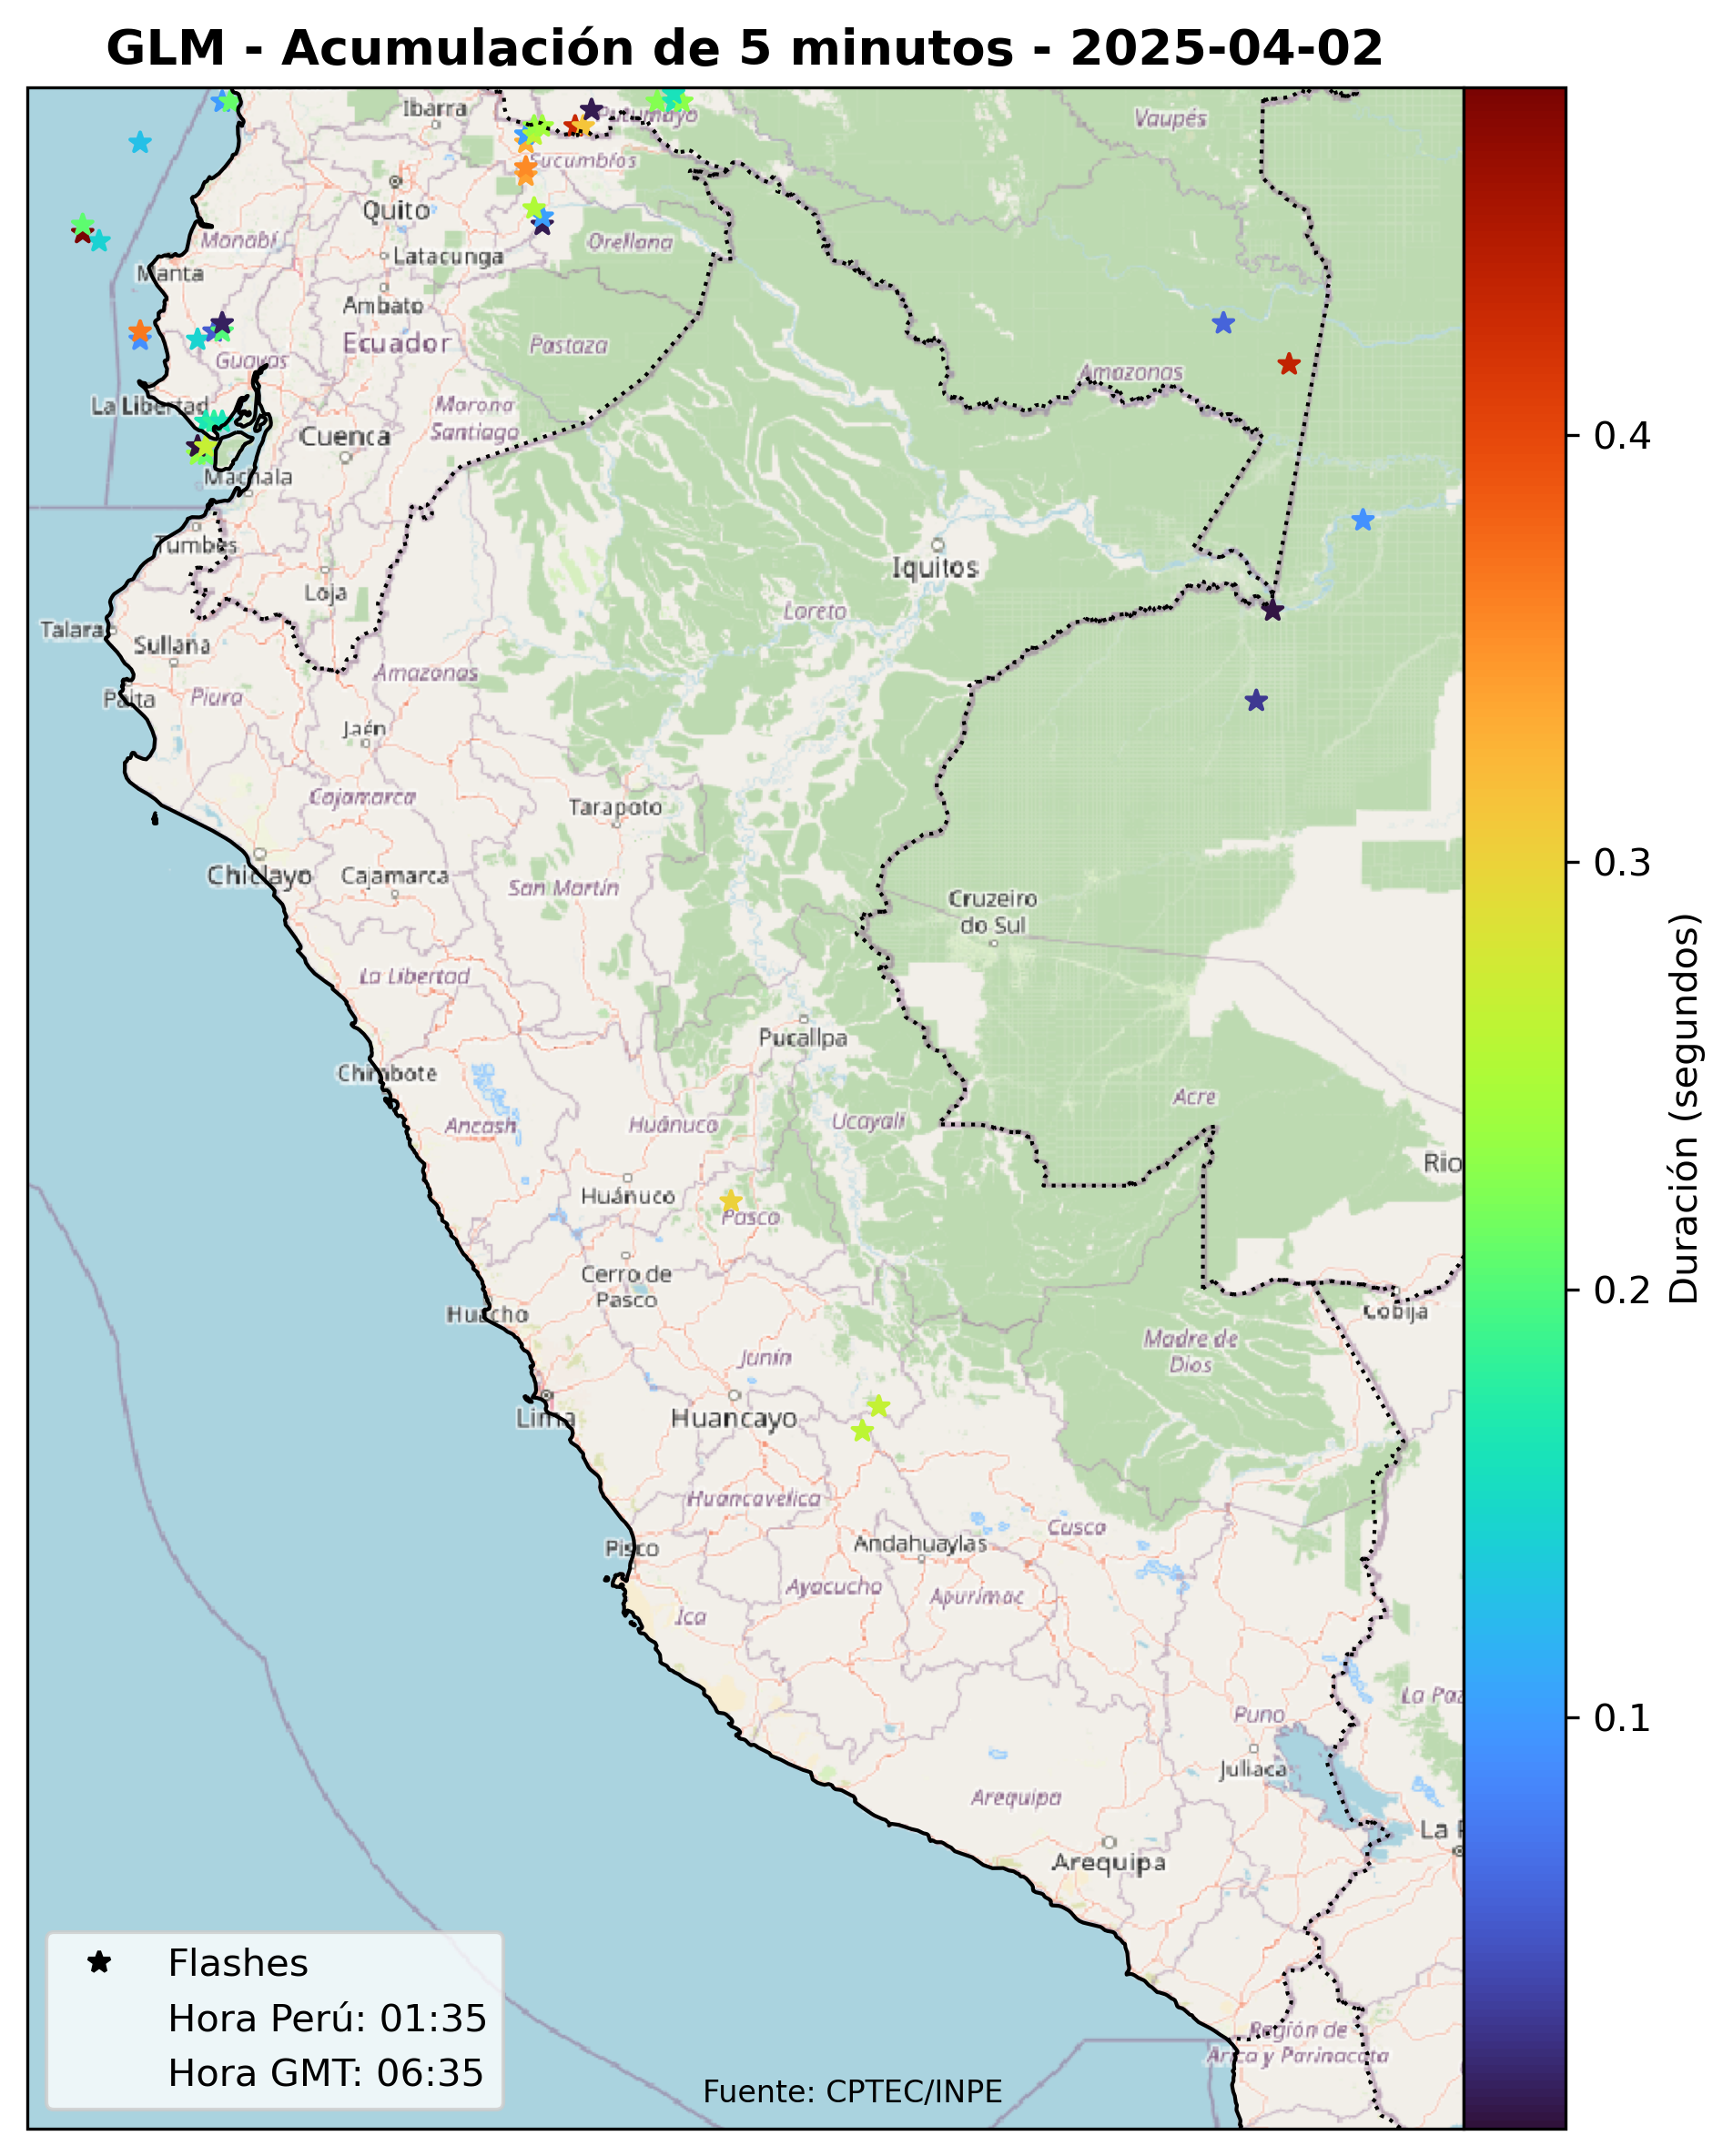 GLM - Acumulación de 5 minutos - 2025-04-02
Ibarra
Putumayo
Vaupés
Sucumbíos
Quito
Manabí
Orellana
Latacunga
Manta
Ambato
Ecuador
Pastaza
Guayas
Amazonas
La Libertad
Morona
Santiago
Cuenca
Machala
Tumbes
Iquitos
Loja
Loreto
Talara
Sullana
Amazonas
Paita
Piura
Jaén
Cajamarca
Tarapoto
Chiclayo
Cajamarca
San Martín
Cruzeiro
do Sul
La Libertad
Pucallpa
Chimbote
Acre
Ancash
Huánuco
Ucayali
Rio
Huánuco
Pasco
Cerro de
Pasco
Huacho
Cobija
Junín
Madre de
Dios
Lima
Huancayo
Huancavelica
Cusco
Pisco
Andahuaylas
Ayacucho
Apurímac
Ica
La Paz
Puno
Juliaca
Arequipa
La P
Arequipa
Región de
Arica y Parinacota
Flashes
Hora Perú: 01:35
Hora GMT: 06:35
Fuente: CPTEC/INPE
0.4
0.3
0.2
0.1
Duración (segundos)